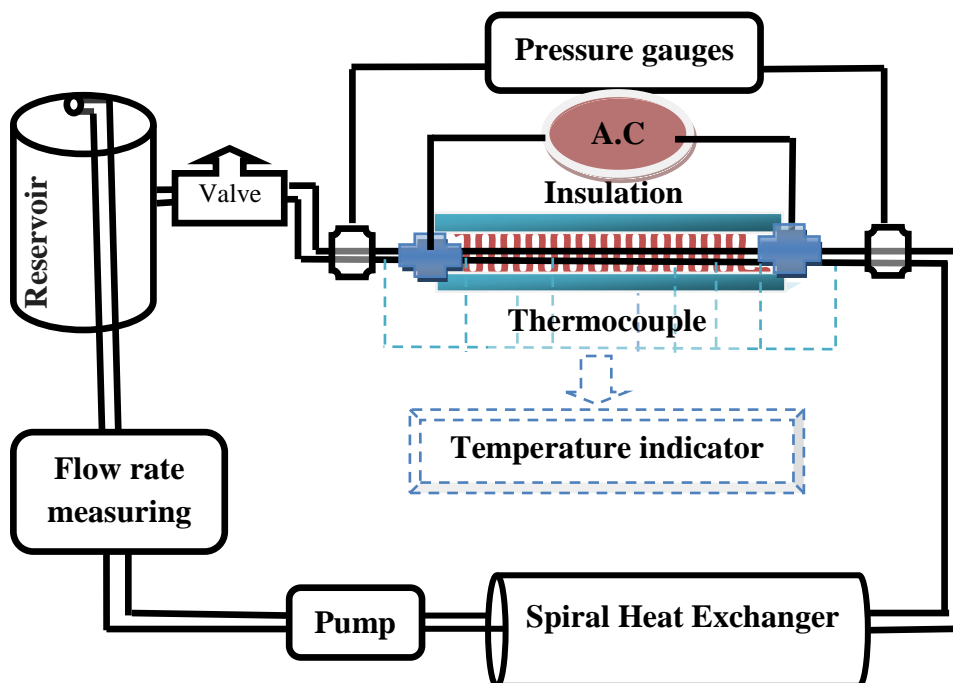 Pressure gauges
A.C
Reservoir
Valve
Insulation
Thermocouple
Temperature indicator
Flow rate
measuring
Pump
Spiral Heat Exchanger